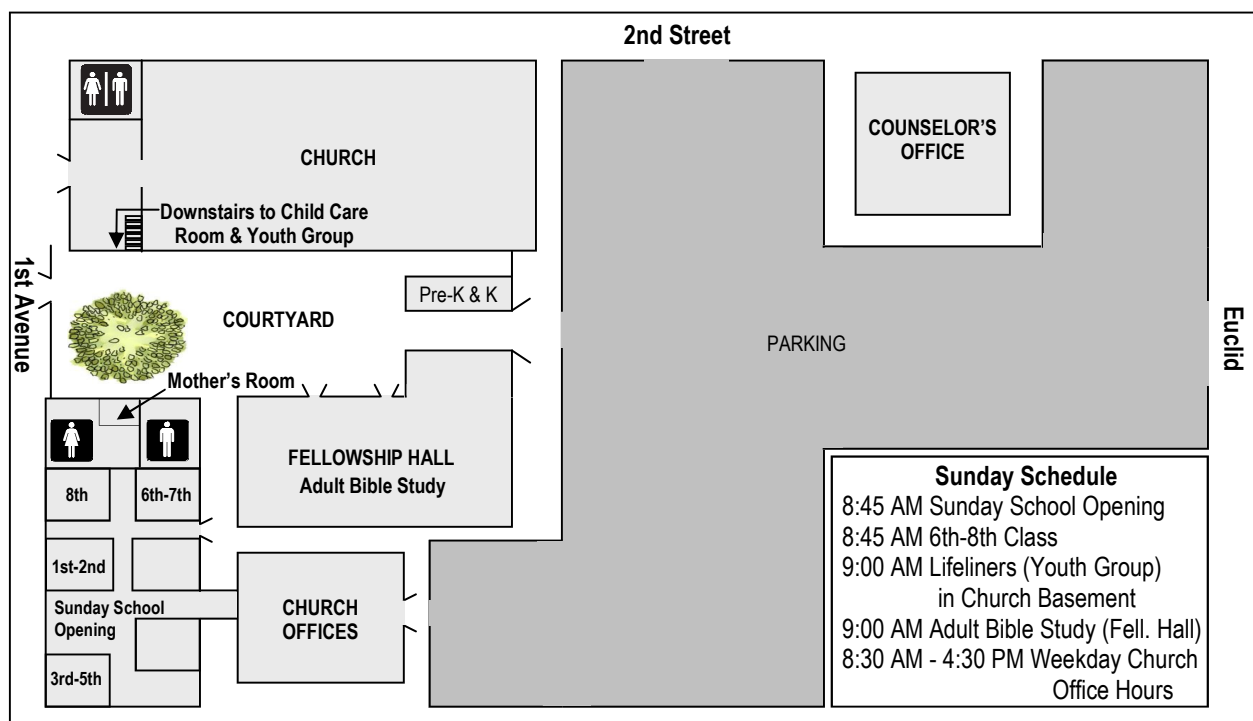 2nd Street
CHURCH
COUNSELOR'S
OFFICE
Downstairs to Child Care
Room & Youth Group
1st Avenue
Pre-K & K
COURTYARD
PARKING
Euclid
Mother's Room
FELLOWSHIP HALL
Adult Bible Study
8th
6th-7th
1st-2nd
Sunday School
Opening
3rd-5th
CHURCH
OFFICES
Sunday Schedule
8:45 AM Sunday School Opening
8:45 AM 6th-8th Class
9:00 AM Lifeliners (Youth Group)
in Church Basement
9:00 AM Adult Bible Study (Fell. Hall)
8:30 AM - 4:30 PM Weekday Church
Office Hours